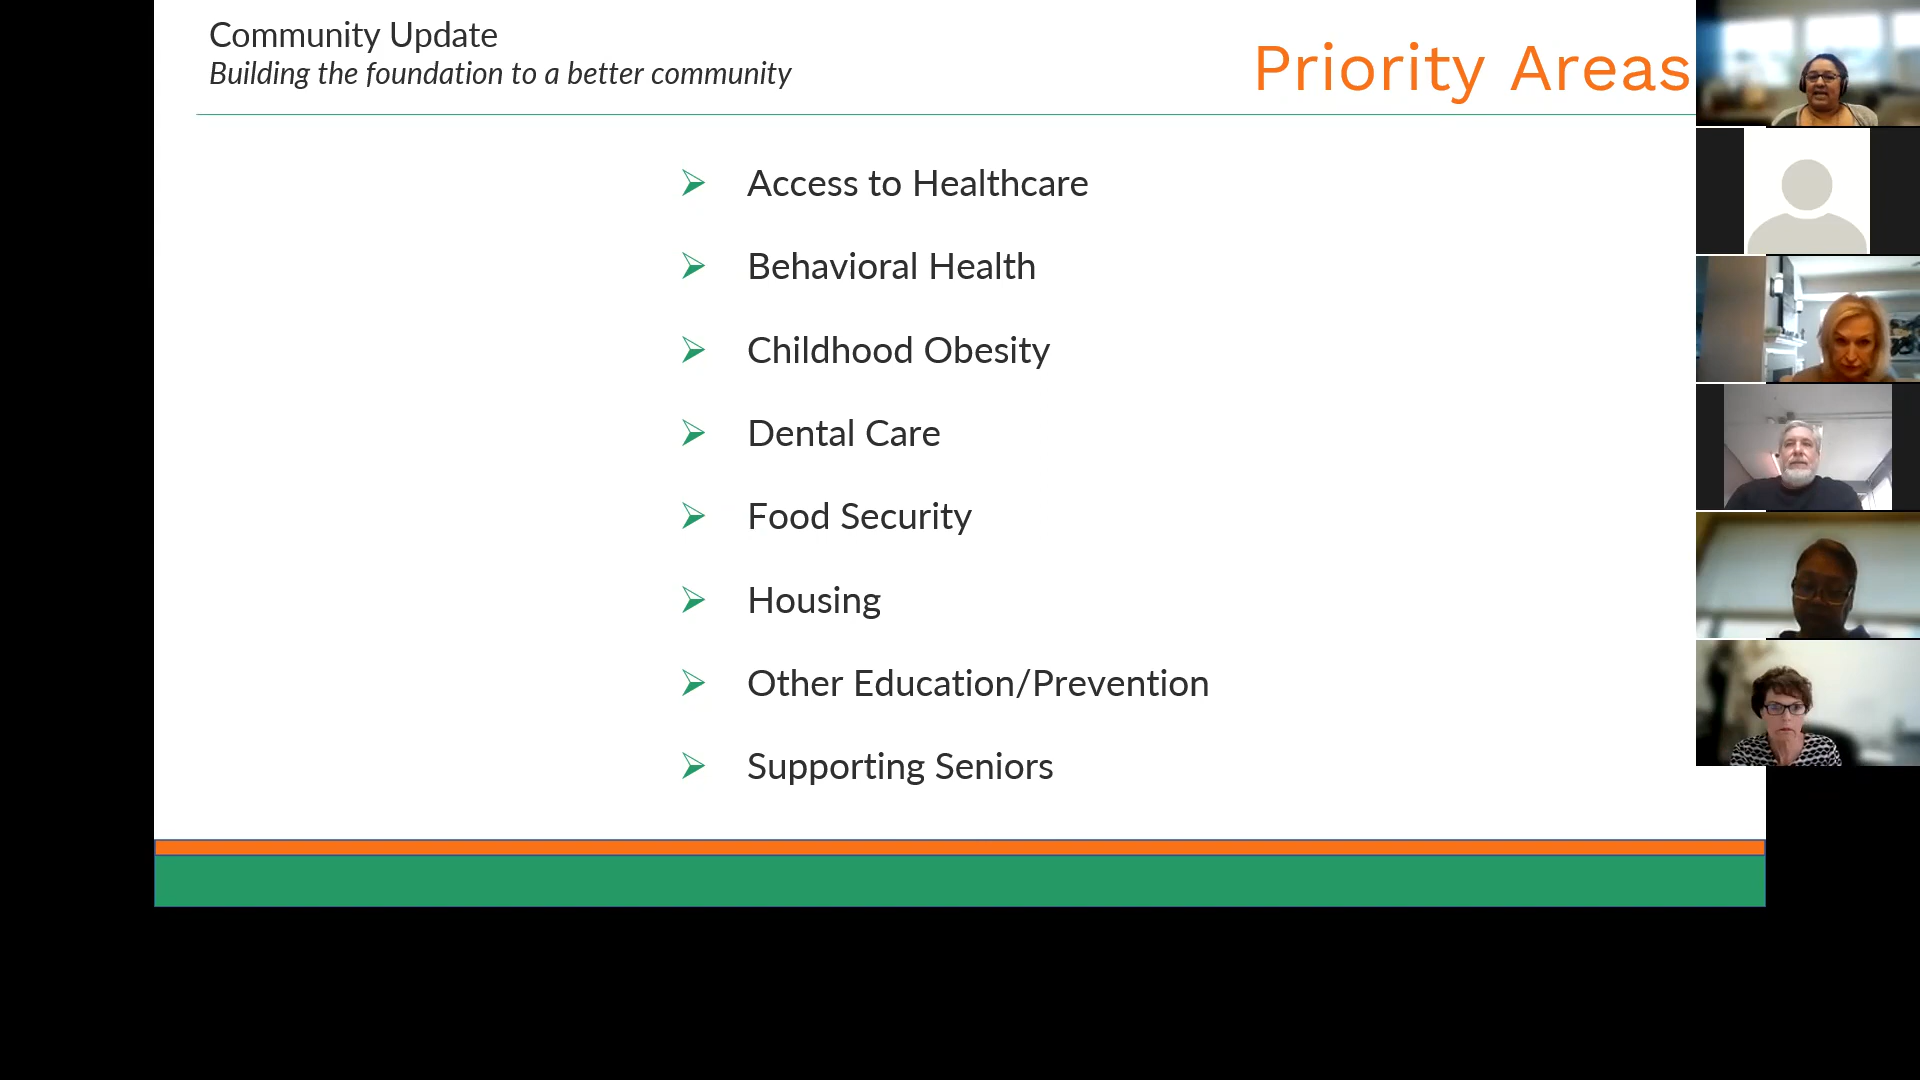 Community Update
Building the foundation to a better community
Priority Areas
Access to Healthcare
Behavioral Health
Childhood Obesity
Dental Care
Food Security
Housing
Other Education/Prevention
Supporting Seniors